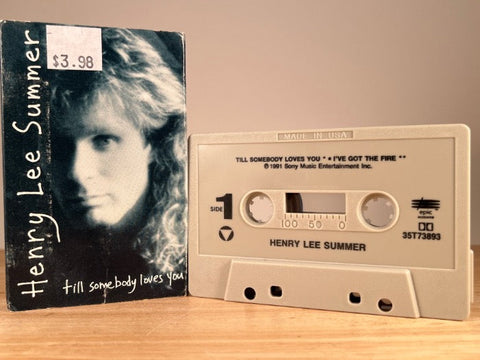 Henry Lee Summer
$3.98
till somebody loves you
MADE IN USA
TILL SOMEBODY LOVES YOU * • I'VE GOT THE FIRE **
℗ 1991 Sony Music Entertainment Inc.
SIDE 1
100 50 0
epic
35T73893
HENRY LEE SUMMER